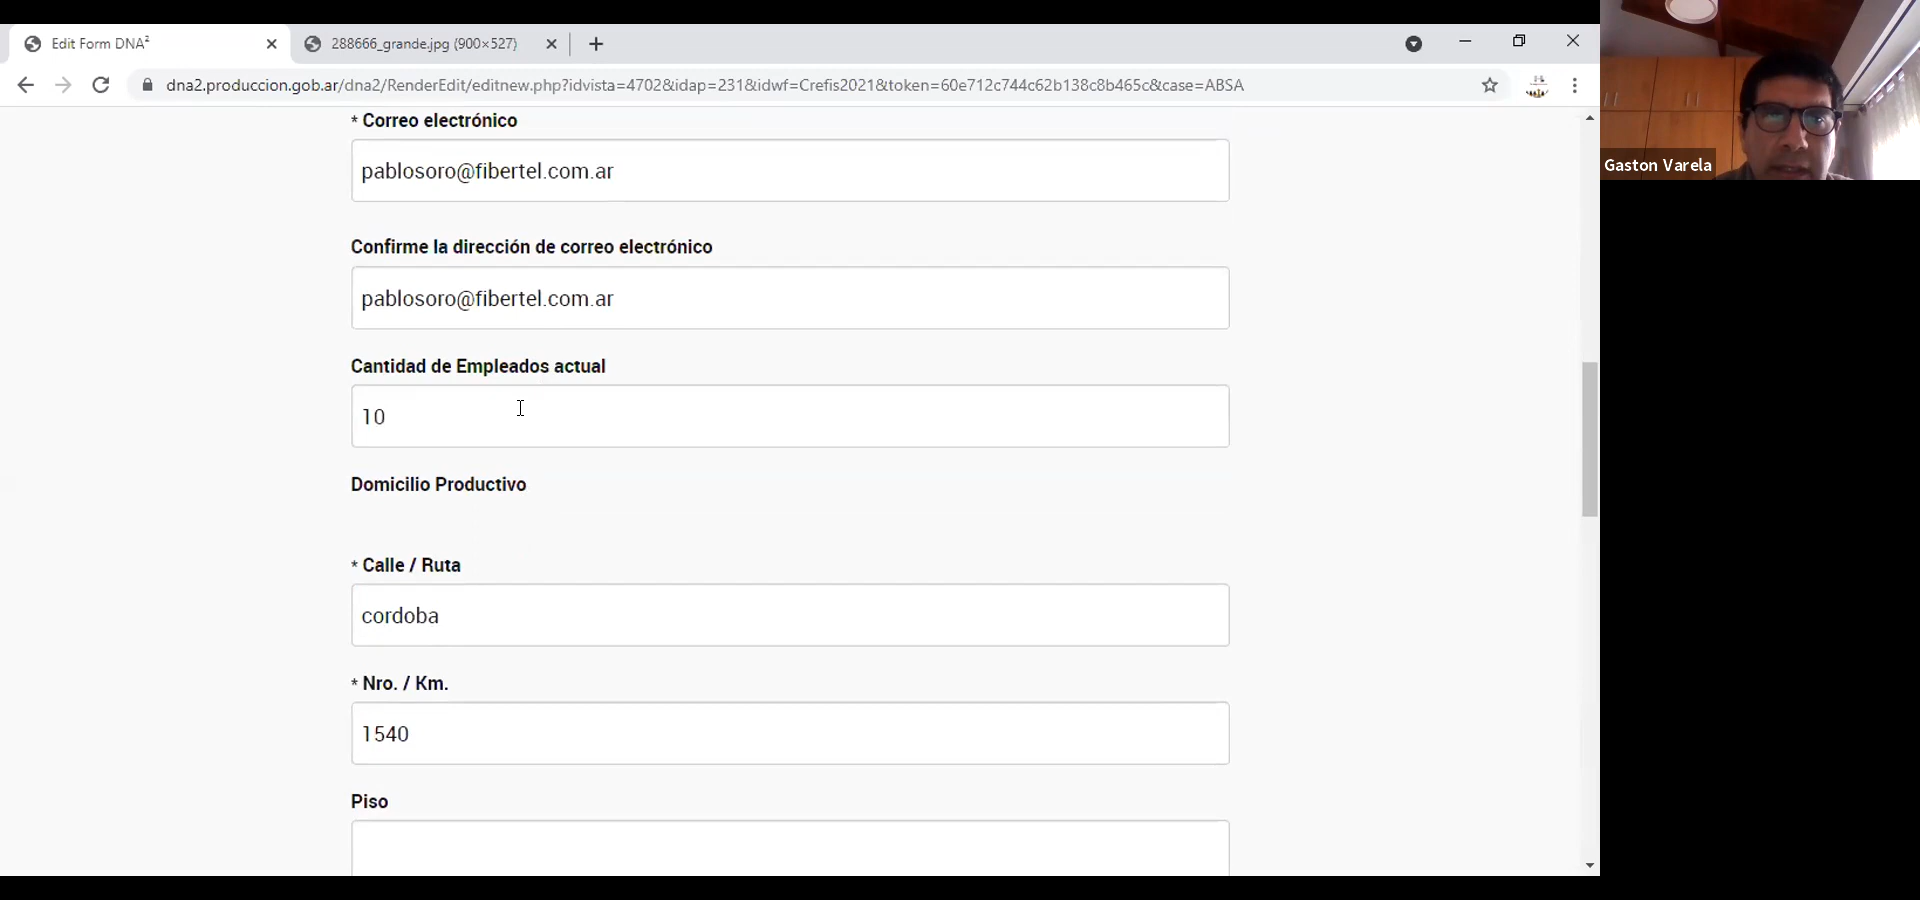 Edit Form DNA²
288666_grande.jpg (900×527)
dna2.produccion.gob.ar/dna2/RenderEdit/editnew.php?idvista=4702&idap=231&idwf=Crefis2021&token=60e712c744c62b138c8b465c&case=ABSA
Gaston Varela
* Correo electrónico
pablosoro@fibertel.com.ar
Confirme la dirección de correo electrónico
pablosoro@fibertel.com.ar
Cantidad de Empleados actual
10
Domicilio Productivo
* Calle / Ruta
cordoba
* Nro. / Km.
1540
Piso